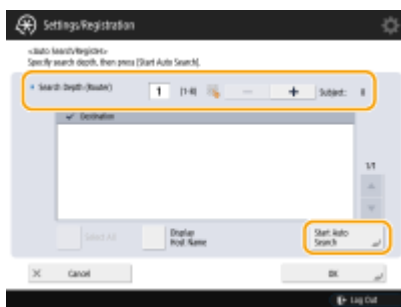 Settings/Registration
<Auto Search/Register>
Specify search depth, then press [Start Auto Search].
Search Depth (Router)
1
(1-8)
Subject:
Destination
1/1
Select All
Display
Host Name
Start Auto
Search
Cancel
OK
Log Out